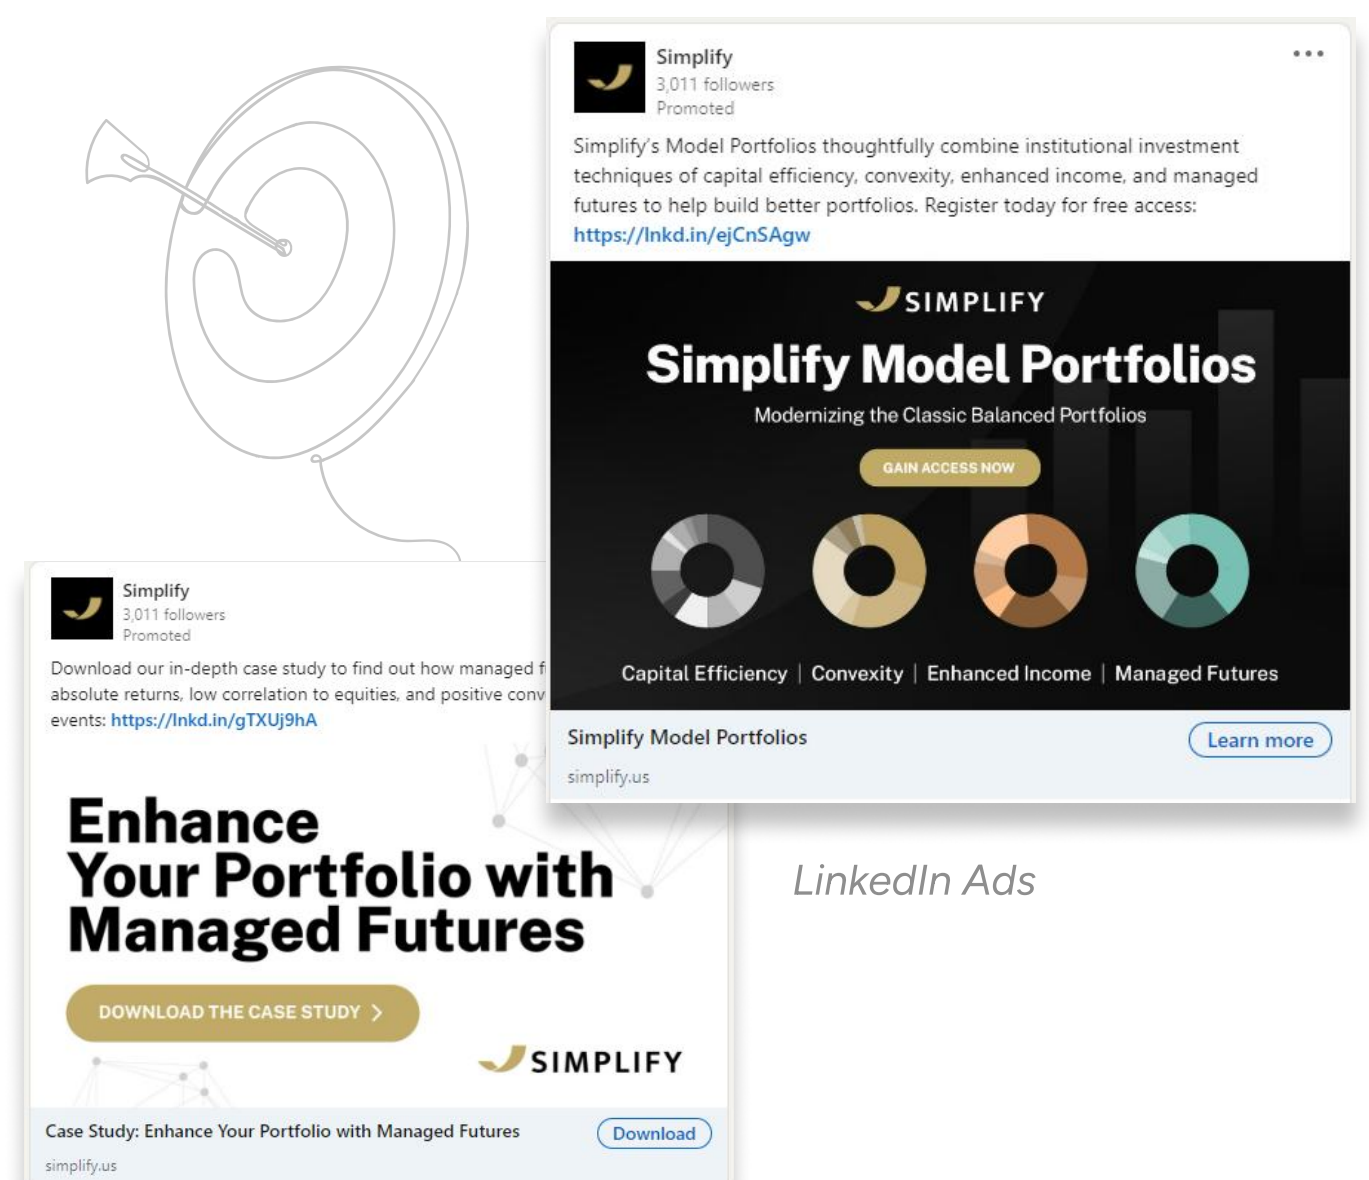 Simplify
3,011 followers
Promoted
Simplify's Model Portfolios thoughtfully combine institutional investment
techniques of capital efficiency, convexity, enhanced income, and managed
futures to help build better portfolios. Register today for free access:
https://lnkd.in/ejCnSAgw
SIMPLIFY
Simplify Model Portfolios
Modernizing the Classic Balanced Portfolios
GAIN ACCESS NOW
Capital Efficiency | Convexity | Enhanced Income | Managed Futures
Simplify Model Portfolios
Learn more
simplify.us
Simplify
3,011 followers
Promoted
Download our in-depth case study to find out how managed
absolute returns, low correlation to equities, and positive
events: https://lnkd.in/gTXUj9hA
Enhance
Your Portfolio with
Managed Futures
DOWNLOAD THE CASE STUDY >
SIMPLIFY
Case Study: Enhance Your Portfolio with Managed Futures
Download
simplify.us
LinkedIn Ads